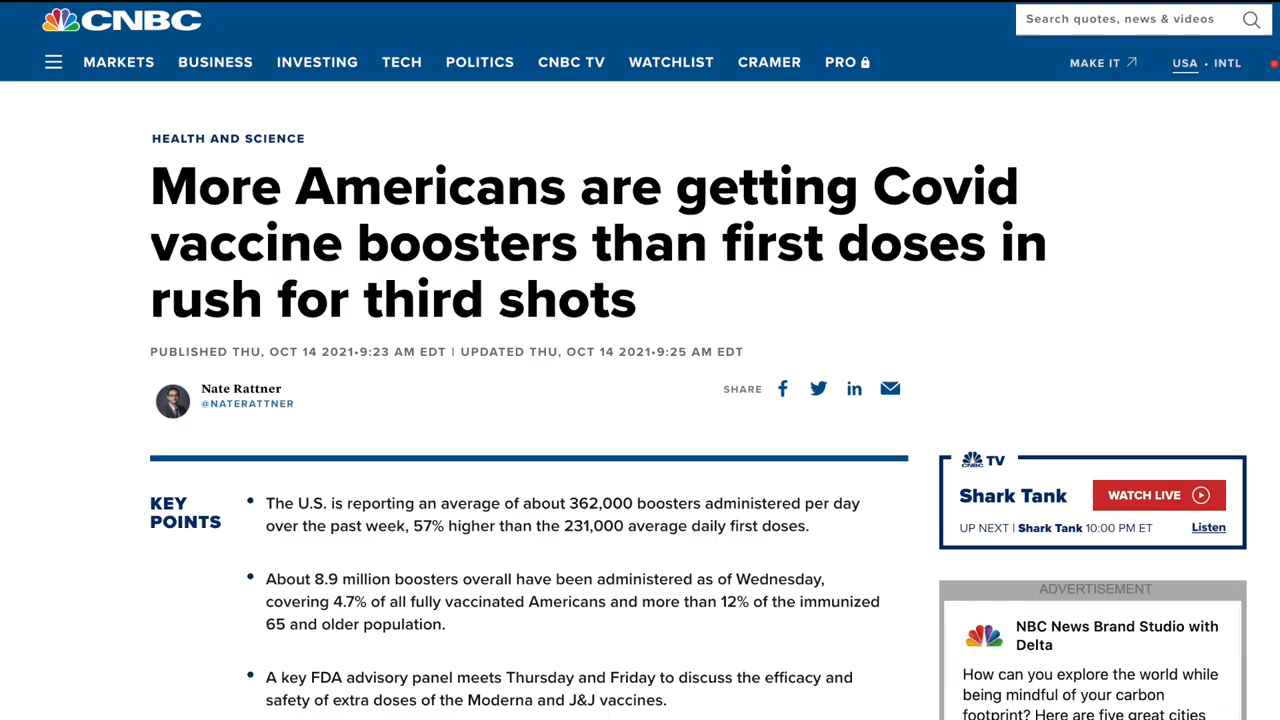 CNBC
Search quotes, news & videos
MARKETS BUSINESS INVESTING TECH POLITICS CNBC TV WATCHLIST CRAMER PRO
MAKE IT USA • INTL
HEALTH AND SCIENCE
More Americans are getting Covid
vaccine boosters than first doses in
rush for third shots
PUBLISHED THU, OCT 14 2021•9:23 AM EDT | UPDATED THU, OCT 14 2021•9:25 AM EDT
Nate Rattner
@NATERATTNER
SHARE
KEY
POINTS
• The U.S. is reporting an average of about 362,000 boosters administered per day
over the past week, 57% higher than the 231,000 average daily first doses.
• About 8.9 million boosters overall have been administered as of Wednesday,
covering 4.7% of all fully vaccinated Americans and more than 12% of the immunized
65 and older population.
• A key FDA advisory panel meets Thursday and Friday to discuss the efficacy and
safety of extra doses of the Moderna and J&J vaccines.
CNBC TV
Shark Tank
WATCH LIVE
UP NEXT | Shark Tank 10:00 PM ET
Listen
ADVERTISEMENT
NBC News Brand Studio with
Delta
How can you explore the world while
being mindful of your carbon
footprint? Here are five great cities